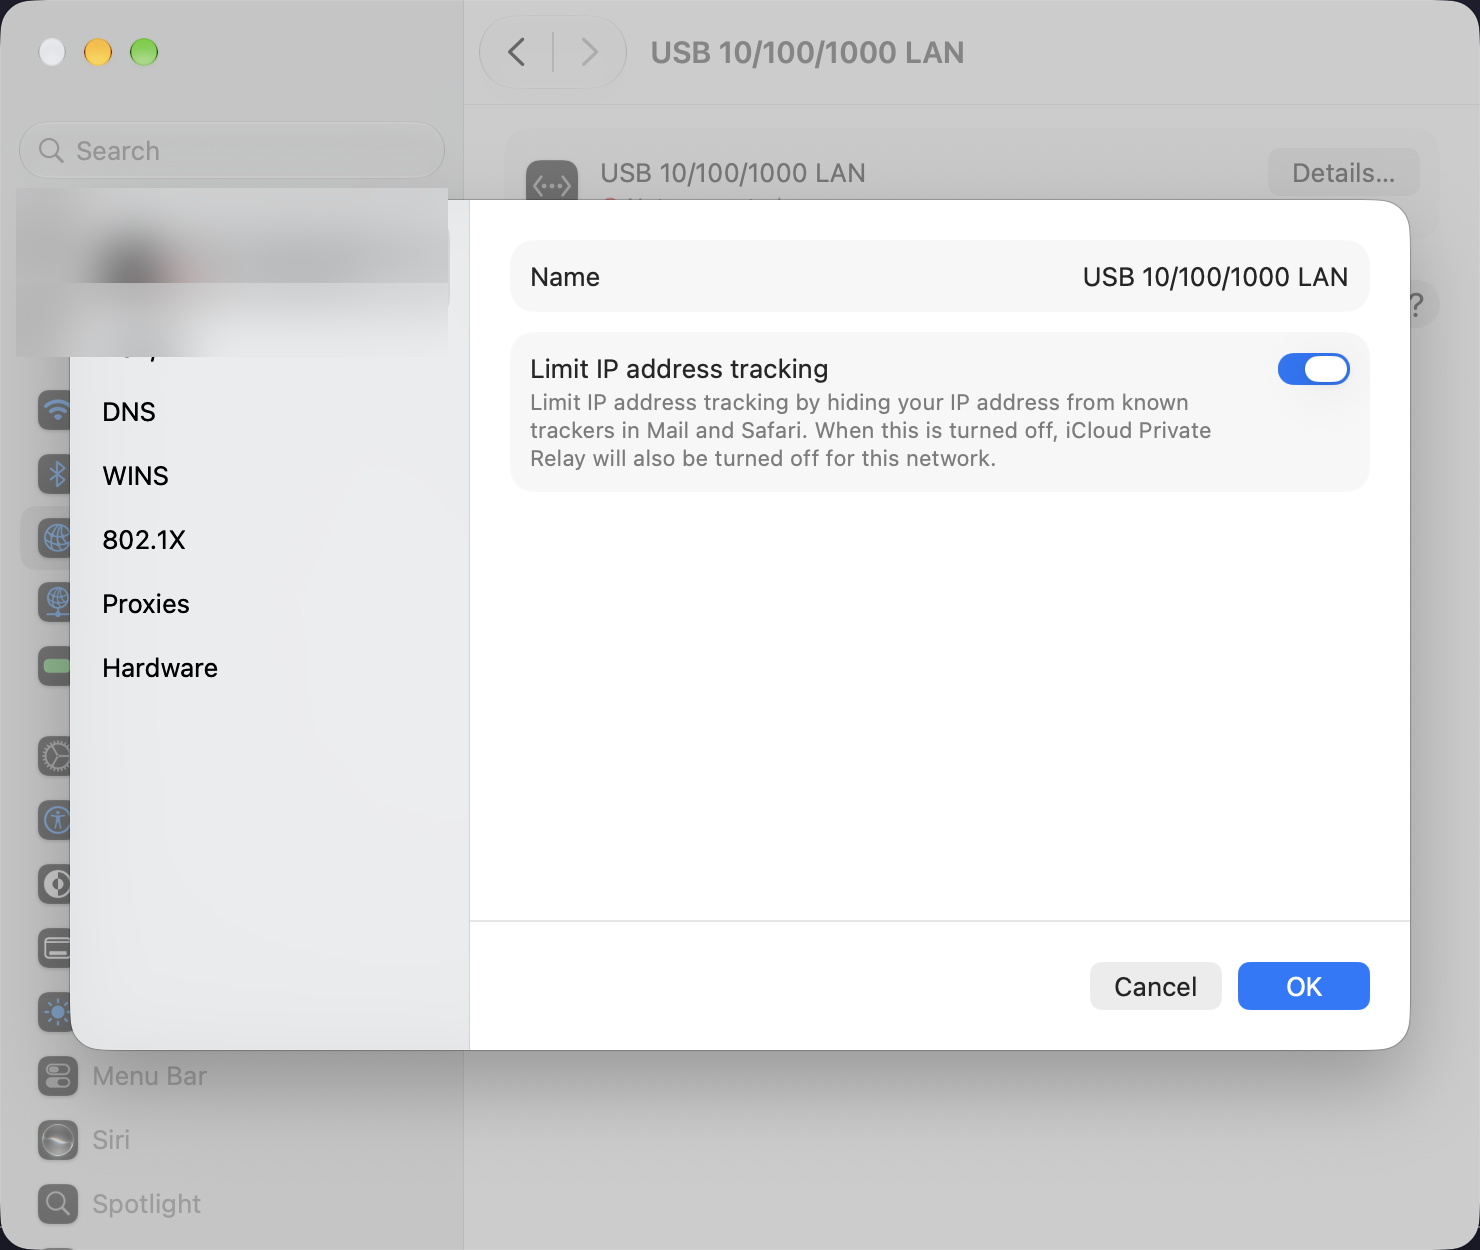 USB 10/100/1000 LAN
Search
USB 10/100/1000 LAN
Details...
?
Name
USB 10/100/1000 LAN
Limit IP address tracking
Limit IP address tracking by hiding your IP address from known
trackers in Mail and Safari. When this is turned off, iCloud Private
Relay will also be turned off for this network.
DNS
WINS
802.1X
Proxies
Hardware
Cancel
OK
Menu Bar
Siri
Spotlight